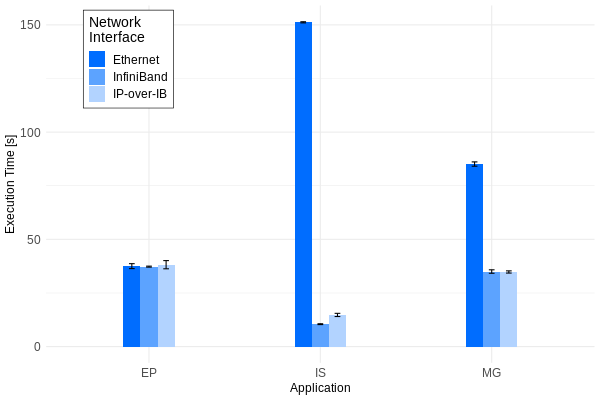 Network
Interface
Ethernet
InfiniBand
IP-over-IB
Execution Time [s]
150
100
50
0
EP
IS
MG
Application